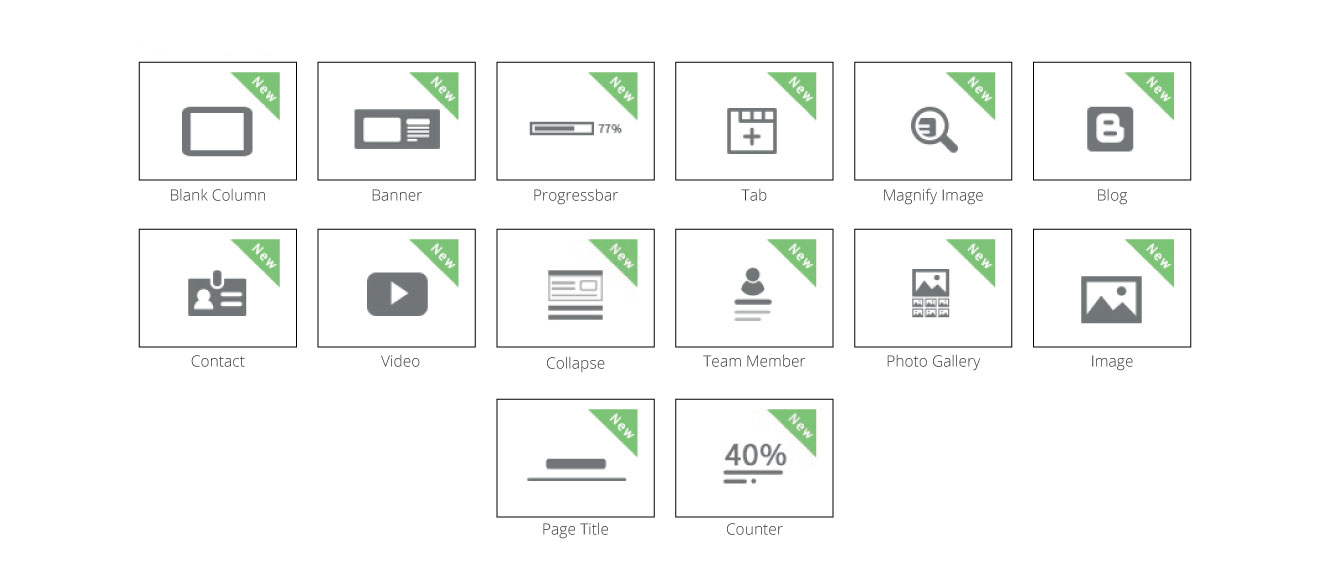 New New New New New New
77%
Blank Column Banner Progressbar Tab Magnify Image Blog
New New New New New New
Contact Video Collapse Team Member Photo Gallery Image
New New
40%
Page Title Counter